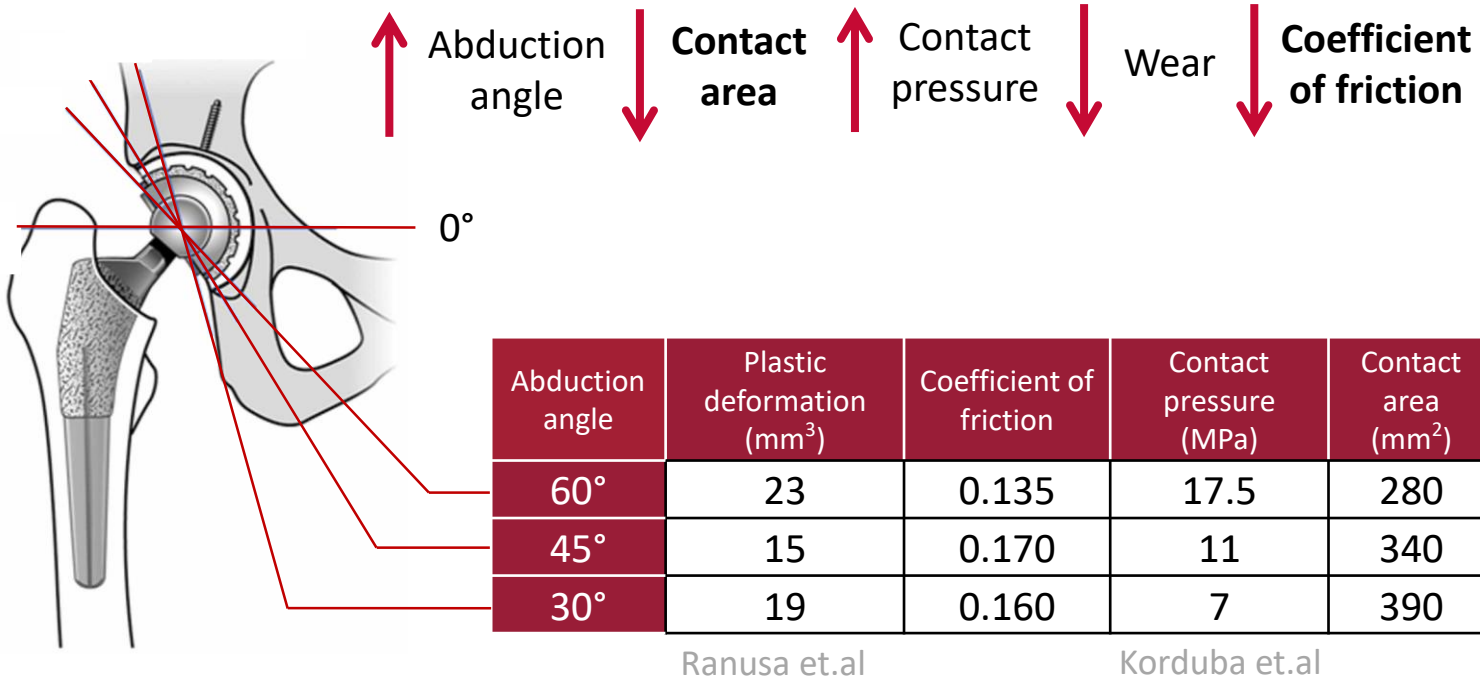 Abduction
angle
Contact
area
Contact
pressure
Wear
Coefficient
of friction
0°
Abduction
angle
Plastic
deformation
(mm³)
Coefficient of
friction
Contact
pressure
(MPa)
Contact
area
(mm²)
60° 23 0.135 17.5 280
45° 15 0.170 11 340
30° 19 0.160 7 390
Ranusa et.al
Korduba et.al